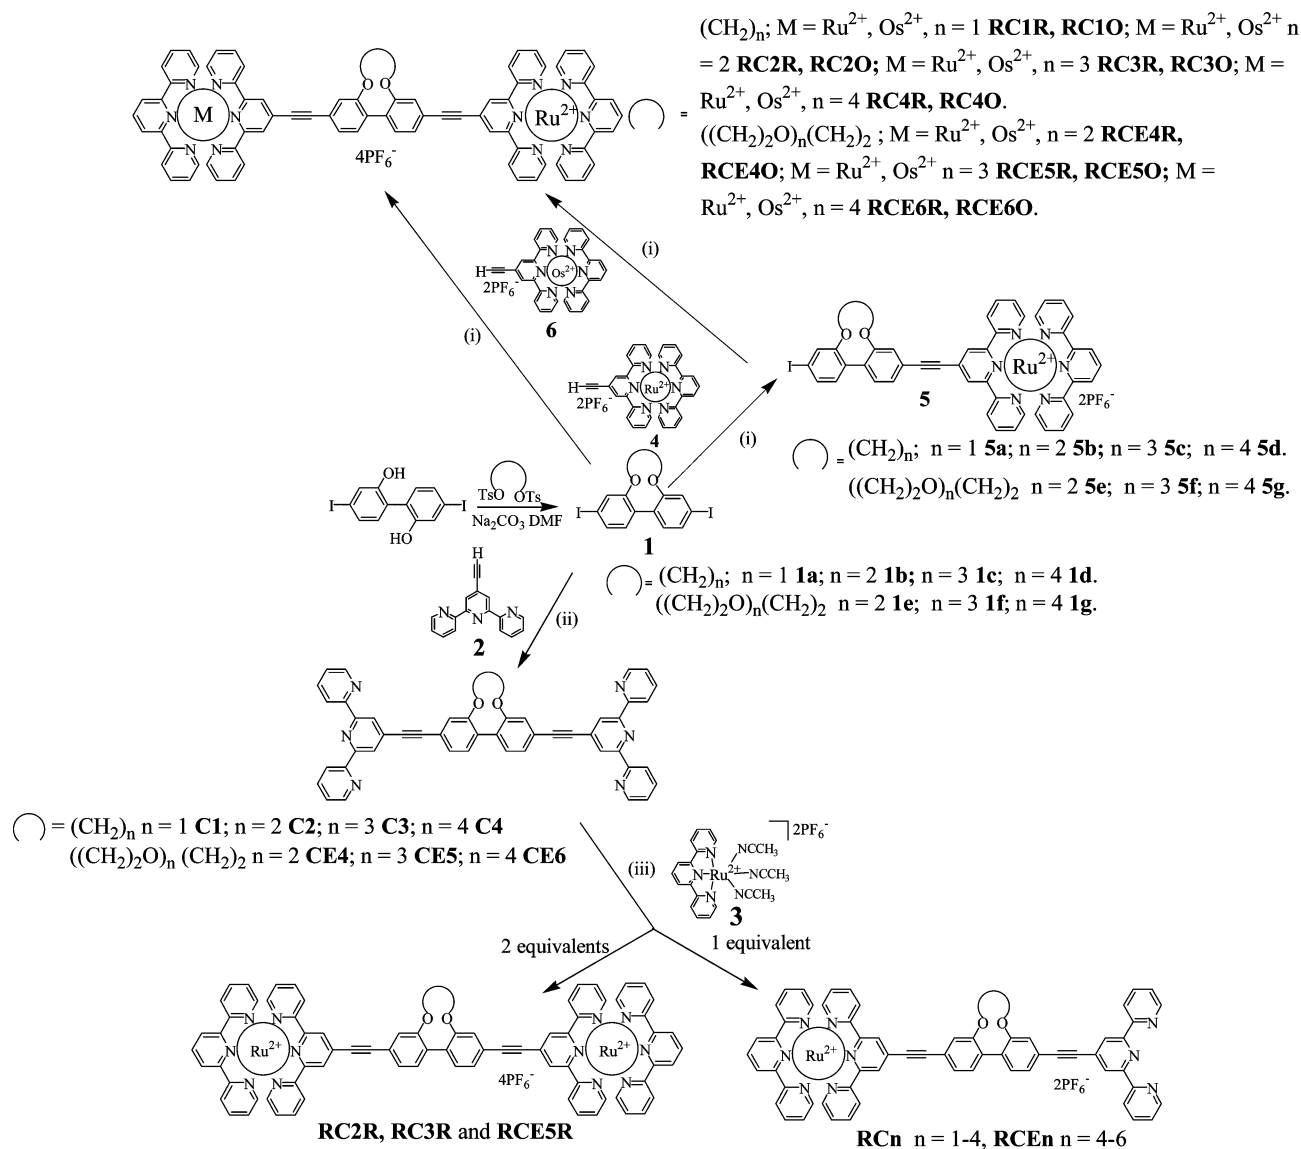 (CH2)n; M = Ru2+, Os2+, n = 1 RC1R, RC1O; M = Ru2+, Os2+ n
= 2 RC2R, RC2O; M = Ru2+, Os2+, n = 3 RC3R, RC3O; M =
Ru2+, Os2+, n = 4 RC4R, RC4O.
((CH2)2O)n(CH2)2 ; M = Ru2+, Os2+, n = 2 RCE4R,
RCE4O; M = Ru2+, Os2+ n = 3 RCE5R, RCE5O; M =
Ru2+, Os2+, n = 4 RCE6R, RCE6O.
=
N N N N N N M O O N N N N N N Ru2+
4PF6-
(i)
(i)
H N N N N N N Os2+
2PF6-
6
H N N N N N N Ru2+
2PF6-
4
(i)
I O O N N N N N N Ru2+
5
2PF6-
= (CH2)n; n = 1 5a; n = 2 5b; n = 3 5c; n = 4 5d.
((CH2)2O)n(CH2)2 n = 2 5e; n = 3 5f; n = 4 5g.
OH
I I
HO
TsO OTs
Na2CO3 DMF
O O
I I
1
= (CH2)n; n = 1 1a; n = 2 1b; n = 3 1c; n = 4 1d.
((CH2)2O)n(CH2)2 n = 2 1e; n = 3 1f; n = 4 1g.
H
N N N
2
(ii)
N N N O O N N N
= (CH2)n n = 1 C1; n = 2 C2; n = 3 C3; n = 4 C4
((CH2)2O)n (CH2)2 n = 2 CE4; n = 3 CE5; n = 4 CE6
(iii)
2PF6-
N NCCH3
N Ru2+ NCCH3
N NCCH3
3
2 equivalents
1 equivalent
N N N N N N Ru2+ O O N N N N N N Ru2+
4PF6-
RC2R, RC3R and RCE5R
N N N N N N Ru2+ O O N N N
2PF6-
RCn n = 1-4, RCEn n = 4-6